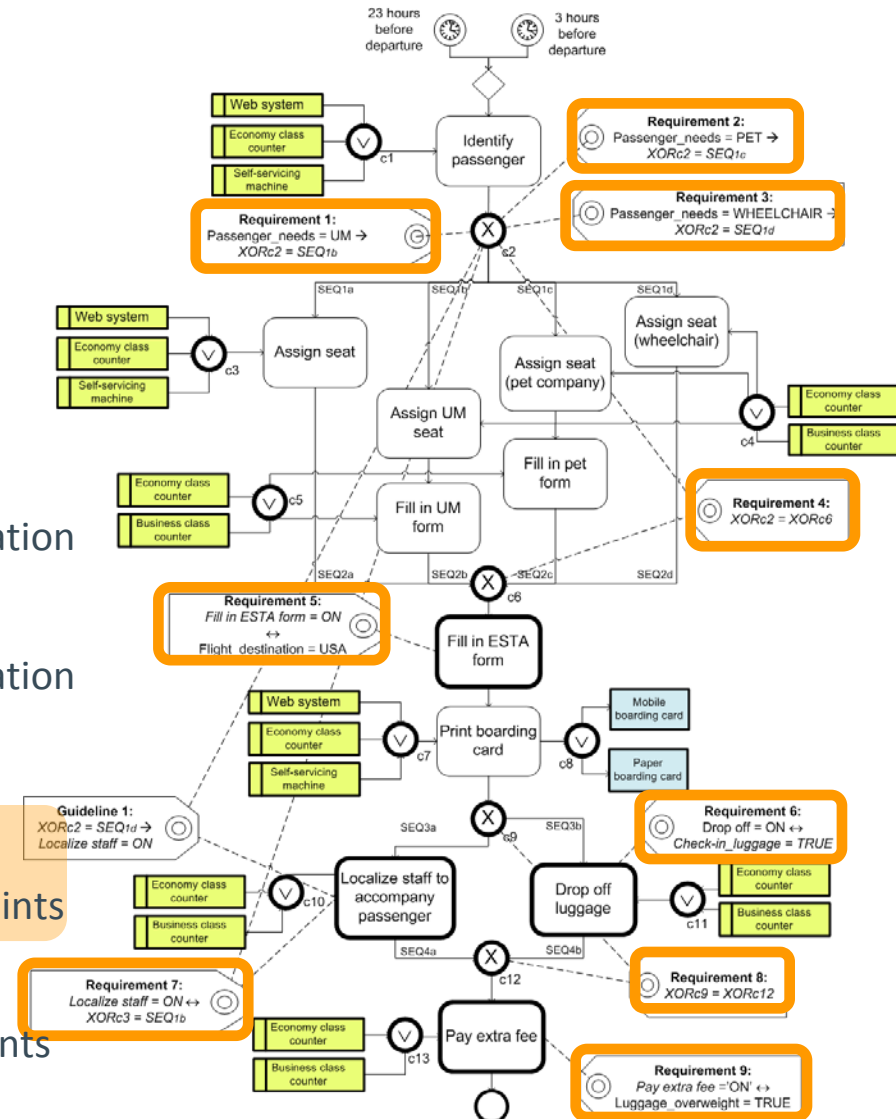 23 hours
before
departure
3 hours
before
departure
Web system
Economy class
counter
Self-servicing
machine
V
c1
Identify
passenger
Requirement 2:
Passenger_needs = PET →
XORc2 = SEQ1c
Requirement 3:
Passenger_needs = WHEELCHAIR →
XORc2 = SEQ1d
Requirement 1:
Passenger_needs = UM →
XORc2 = SEQ1b
X
c2
SEQ1a
SEQ1b
SEQ1c
SEQ1d
Web system
Economy class
counter
Self-servicing
machine
V
c3
Assign seat
Assign UM
seat
Assign seat
(pet company)
Assign seat
(wheelchair)
V
c4
Economy class
counter
Business class
counter
Economy class
counter
Business class
counter
V
c5
Fill in UM
form
Fill in pet
form
Requirement 4:
XORc2 = XORc6
ation
SEQ2a
SEQ2b
SEQ2c
SEQ2d
X
c6
Requirement 5:
Fill in ESTA form = ON
↔
Flight_destination = USA
Fill in ESTA
form
ation
Web system
Economy class
counter
Self-servicing
machine
V
c7
Print boarding
card
V
c8
Mobile
boarding card
Paper
boarding card
Guideline 1:
XORc2 = SEQ1d →
Localize staff = ON
SEQ3a
X
c9
SEQ3b
Requirement 6:
Drop off = ON ↔
Check-in_luggage = TRUE
ints
Economy class
counter
Business class
counter
V
c10
Localize staff to
accompany
passenger
Drop off
luggage
V
c11
Economy class
counter
Business class
counter
SEQ4a
X
c12
SEQ4b
Requirement 7:
Localize staff = ON ↔
XORc3 = SEQ1b
Requirement 8:
XORc9 = XORc12
nts
Economy class
counter
Business class
counter
V
c13
Pay extra fee
Requirement 9:
Pay extra fee ='ON' ↔
Luggage_overweight = TRUE